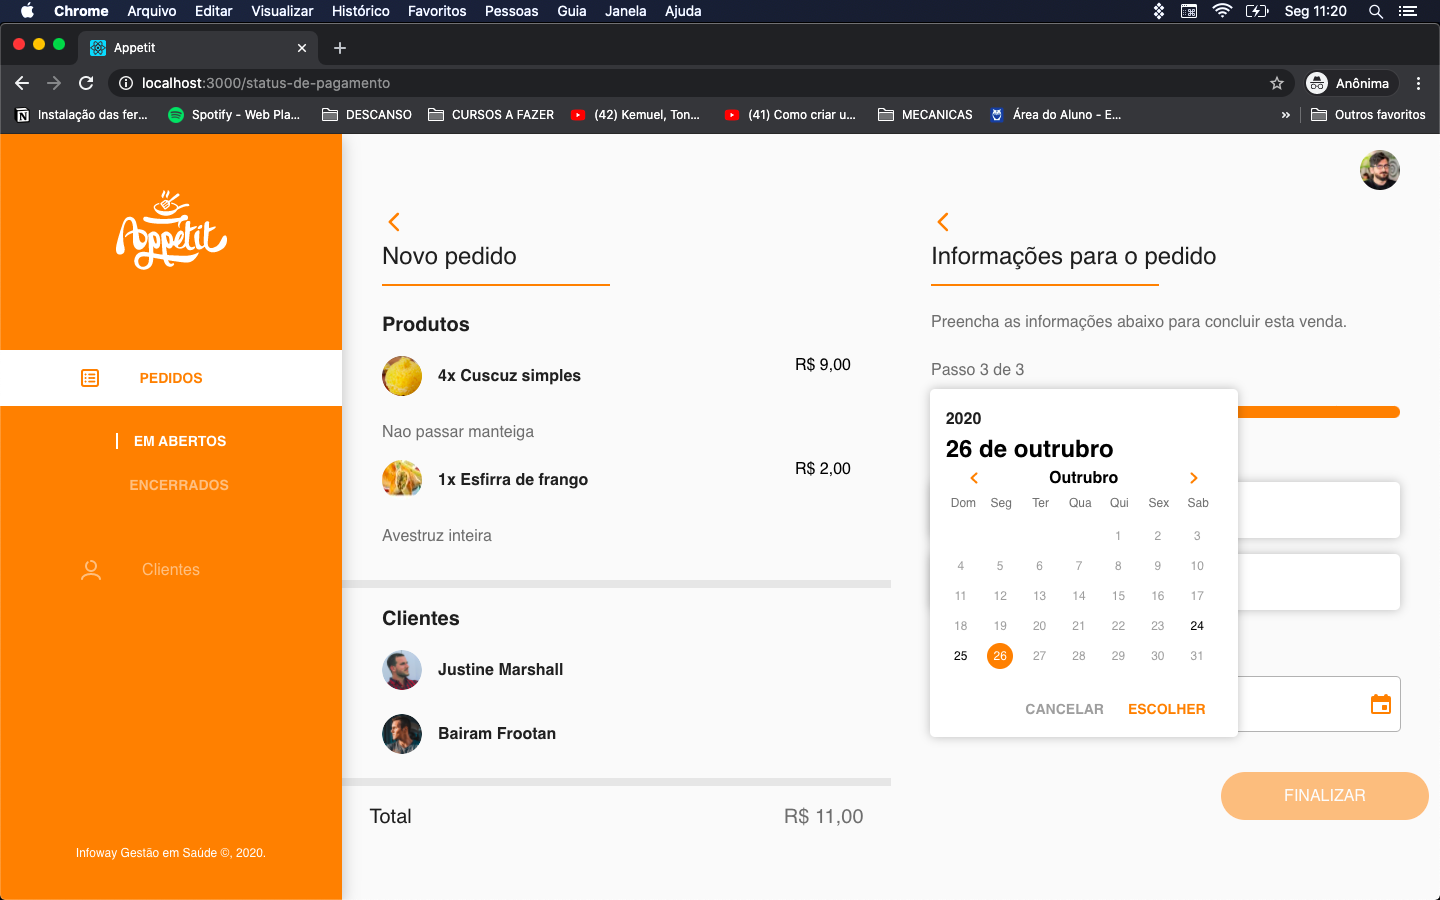 Chrome Arquivo Editar Visualizar Histórico Favoritos Pessoas Guia Janela Ajuda Seg 11:20
Appetit
localhost:3000/status-de-pagamento Anônima
Instalação das fer... Spotify - Web Pla... DESCANSO CURSOS A FAZER (42) Kemuel, Ton... (41) Como criar u... MECANICAS Área do Aluno - E... » Outros favoritos
Appetit
PEDIDOS
EM ABERTOS
ENCERRADOS
Clientes
Infoway Gestão em Saúde ©, 2020.
Novo pedido
Produtos
4x Cuscuz simples R$ 9,00
Nao passar manteiga
1x Esfirra de frango R$ 2,00
Avestruz inteira
Clientes
Justine Marshall
Bairam Frootan
Total R$ 11,00
Informações para o pedido
Preencha as informações abaixo para concluir esta venda.
Passo 3 de 3
2020
26 de outrubro
Outrubro
Dom Seg Ter Qua Qui Sex Sab
1 2 3
4 5 6 7 8 9 10
11 12 13 14 15 16 17
18 19 20 21 22 23 24
25 26 27 28 29 30 31
CANCELAR ESCOLHER
FINALIZAR